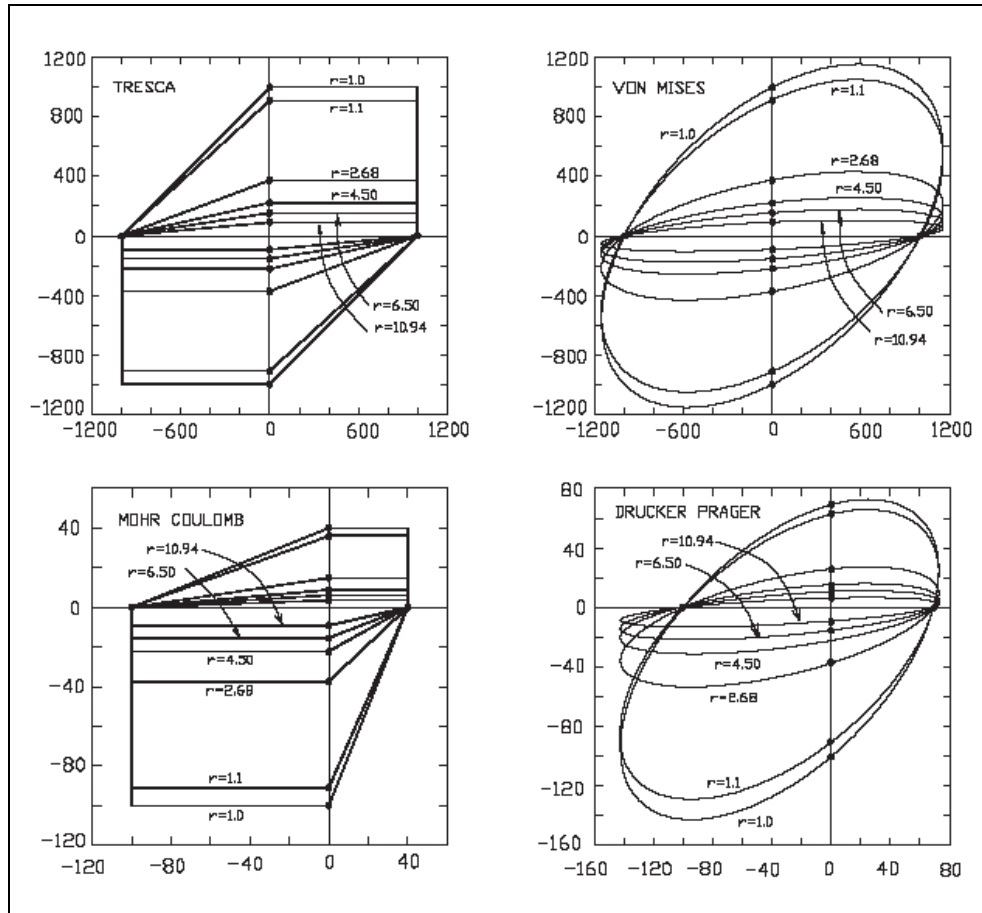 TRESCA
1200
800
400
0
-400
-800
-1200
-1200 -600 0 600 1200
r=1.0
r=1.1
r=2.68
r=4.50
r=6.50
r=10.94
VON MISES
1200
800
400
0
-400
-800
-1200
-1200 -600 0 600 1200
r=1.0
r=1.1
r=2.68
r=4.50
r=6.50
r=10.94
MOHR COULOMB
40
0
-40
-80
-120
-120 -80 -40 0 40
r=10.94
r=6.50
r=4.50
r=2.68
r=1.1
r=1.0
DRUCKER PRAGER
80
40
0
-40
-80
-120
-160
-160 -120 -80 -40 0 40 80
r=10.94
r=6.50
r=4.50
r=2.68
r=1.1
r=1.0